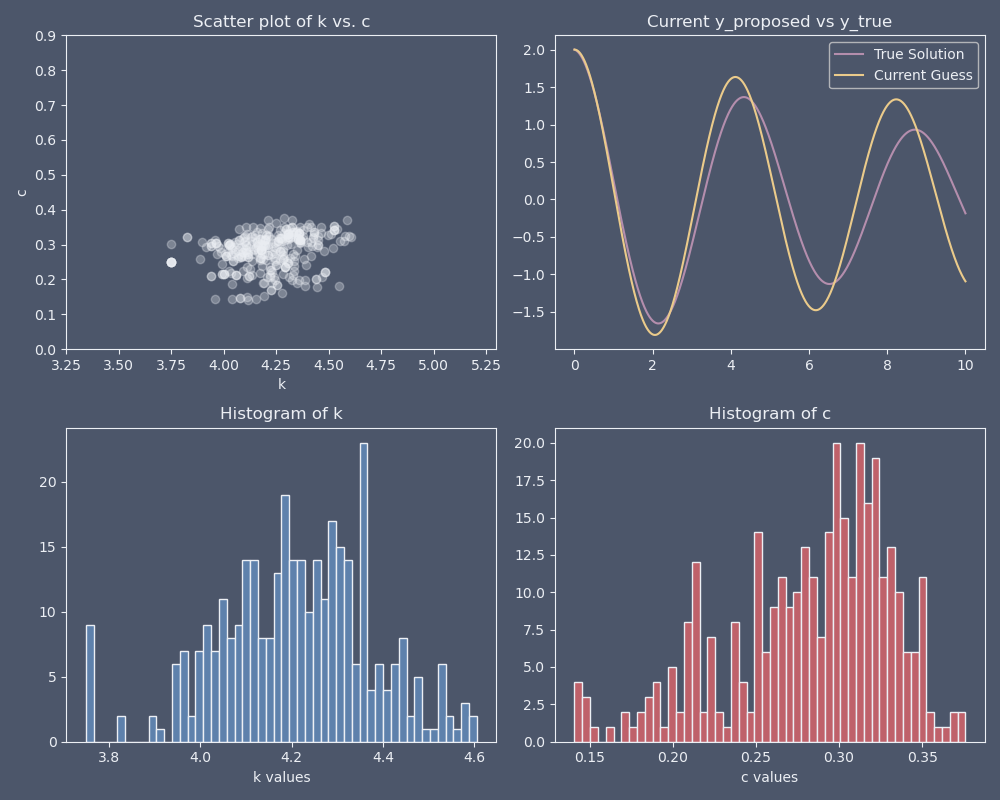 Scatter plot of k vs. c
0.9
0.8
0.7
0.6
0.5
0.4
0.3
0.2
0.1
0.0
c
3.25 3.50 3.75 4.00 4.25 4.50 4.75 5.00 5.25
k
Current y_proposed vs y_true
True Solution
Current Guess
2.0
1.5
1.0
0.5
0.0
−0.5
−1.0
−1.5
0 2 4 6 8 10
Histogram of k
20
15
10
5
0
3.8 4.0 4.2 4.4 4.6
k values
Histogram of c
20.0
17.5
15.0
12.5
10.0
7.5
5.0
2.5
0.0
0.15 0.20 0.25 0.30 0.35
c values